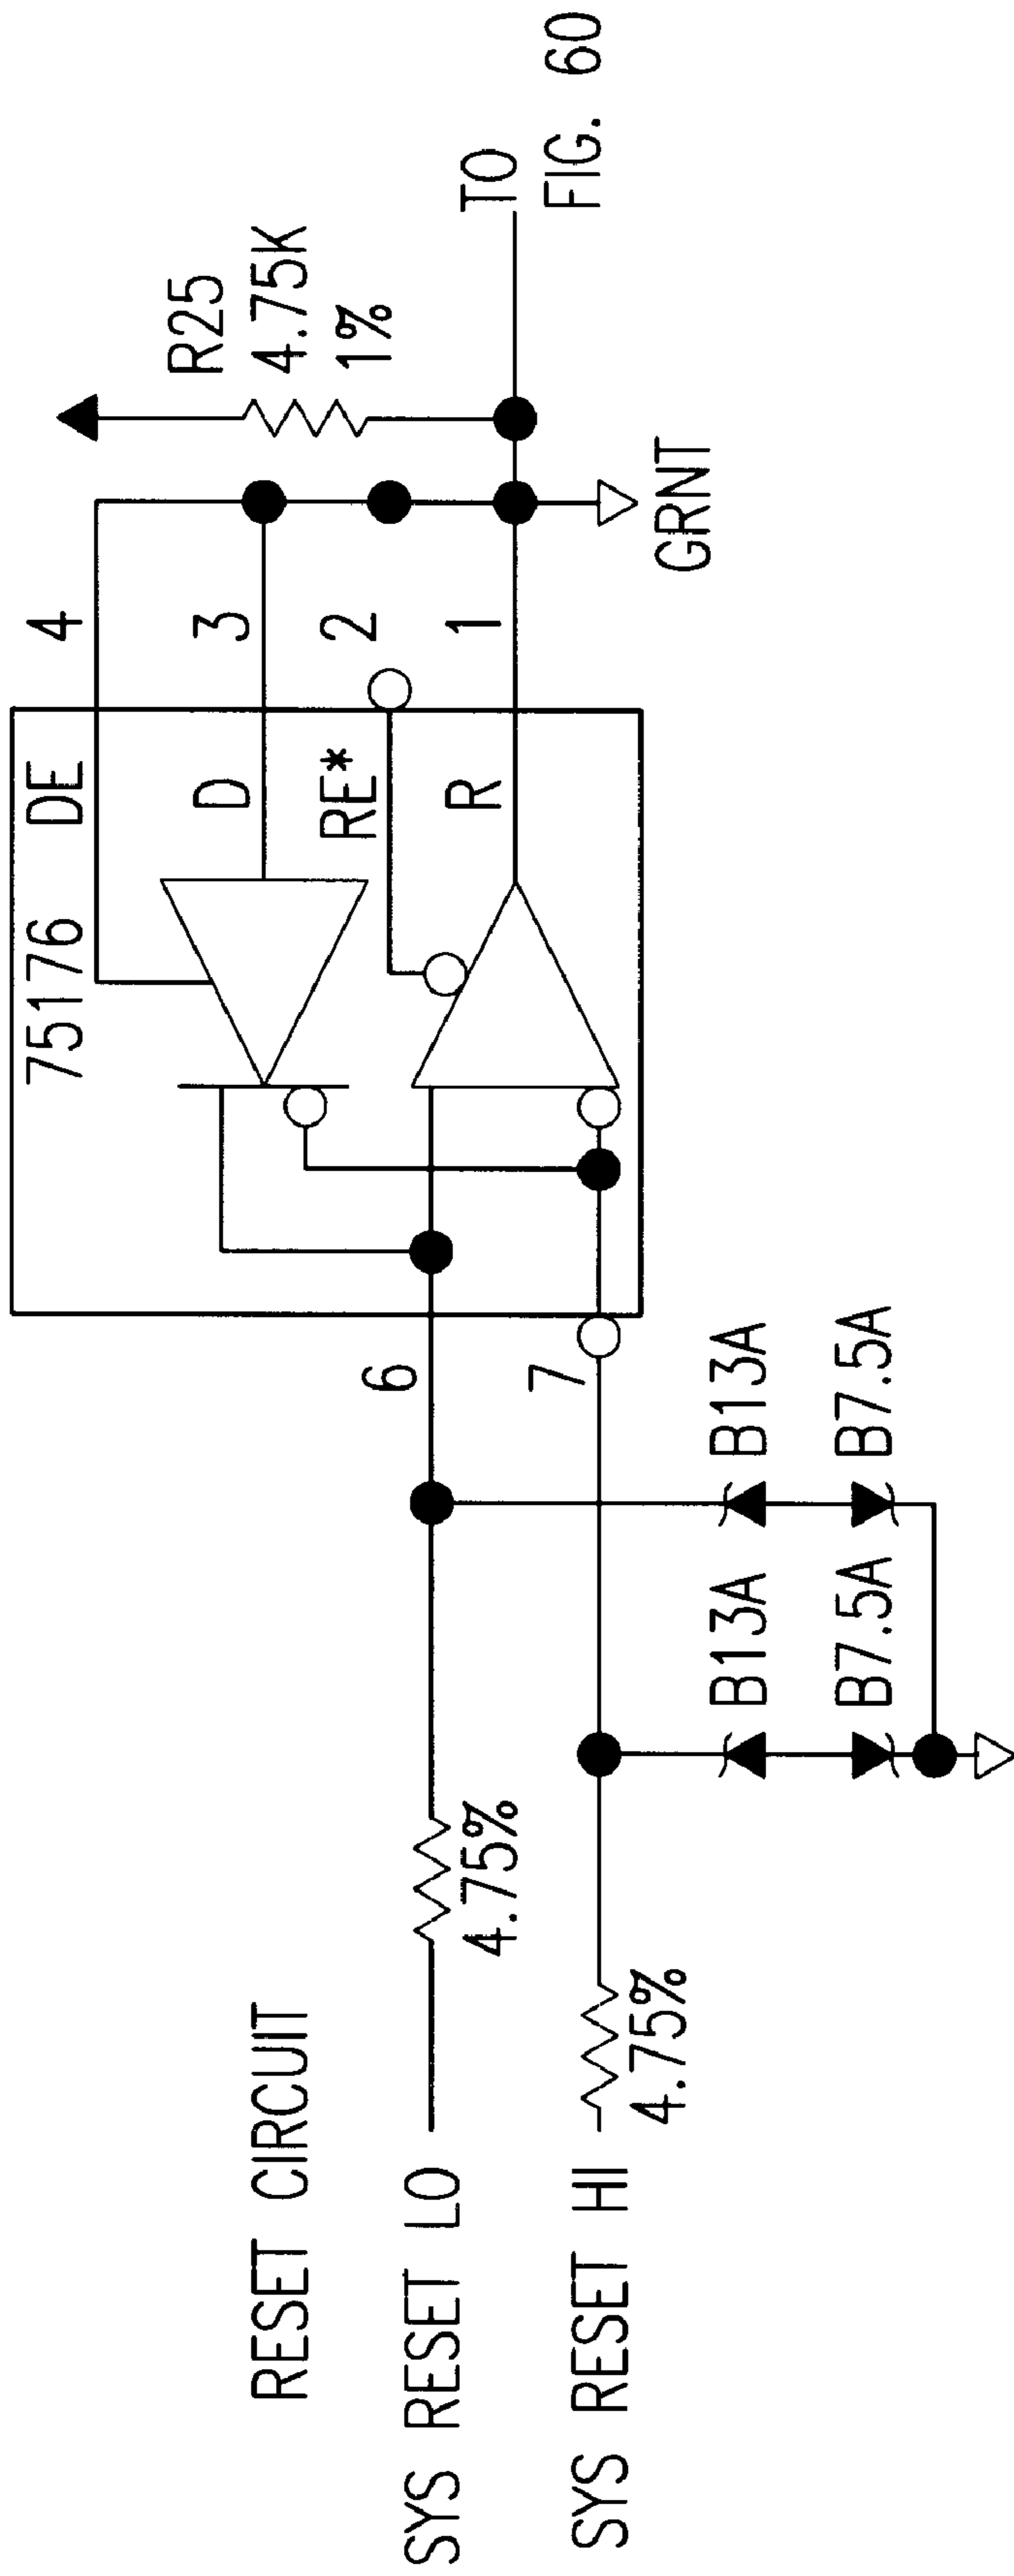 RESET CIRCUIT
SYS RESET LO
SYS RESET HI
4.75%
4.75%
B13A
B7.5A
B13A
B7.5A
6
7
75176 DE
D
RE*
R
4
3
2
1
R25
4.75K
1%
GRNT
TO
FIG. 60